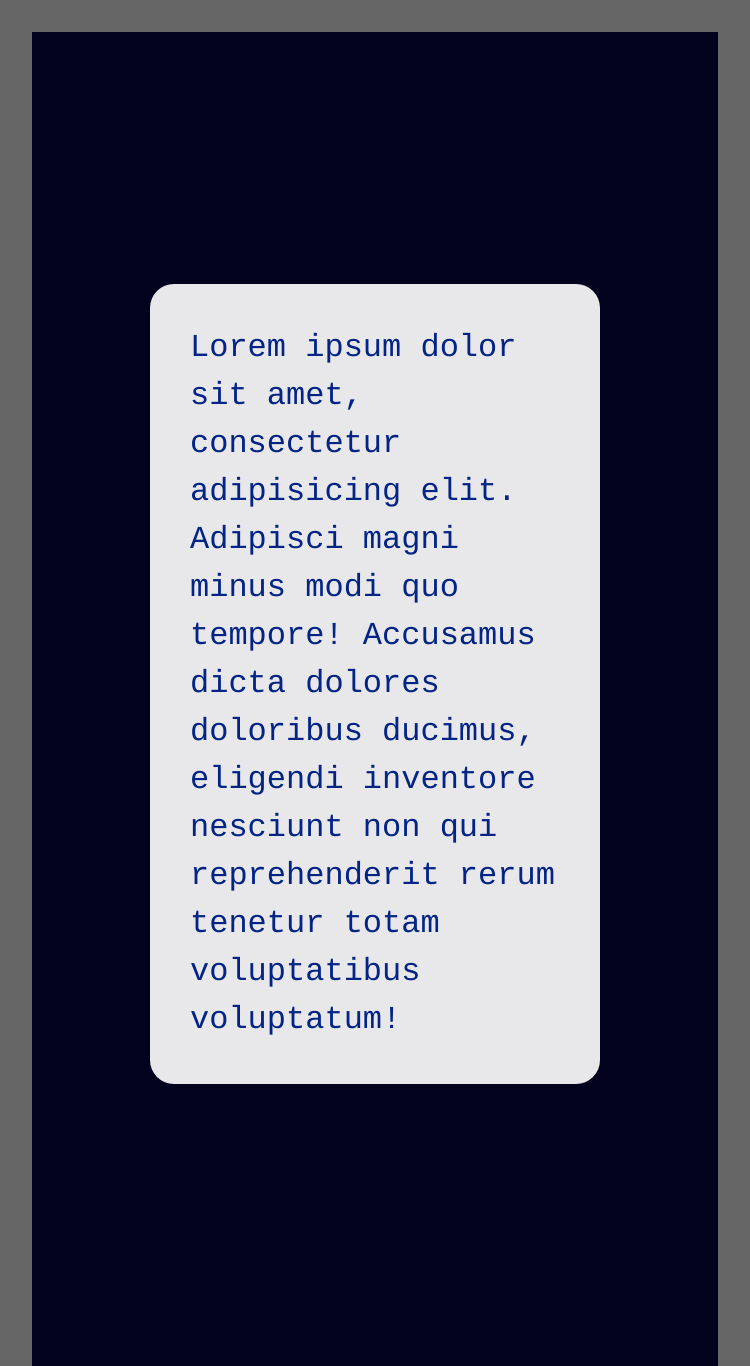 Lorem ipsum dolor
sit amet,
consectetur
adipisicing elit.
Adipisci magni
minus modi quo
tempore! Accusamus
dicta dolores
doloribus ducimus,
eligendi inventore
nesciunt non qui
reprehenderit rerum
tenetur totam
voluptatibus
voluptatum!